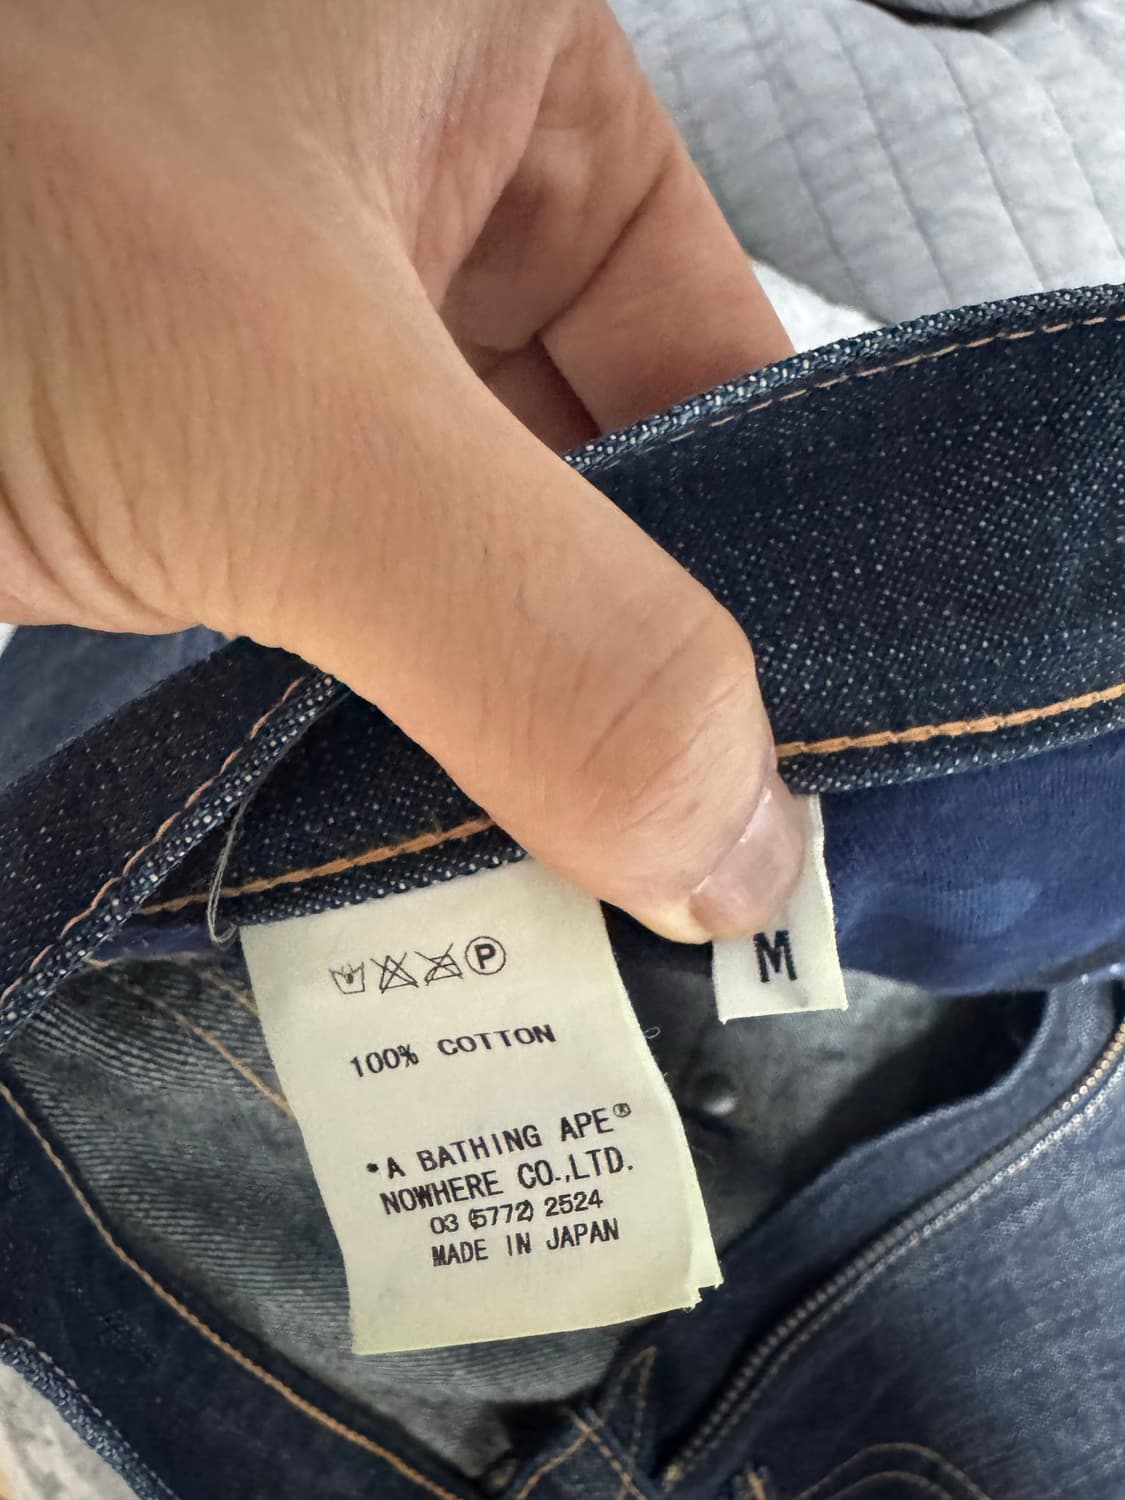 P
100% COTTON
*A BATHING APE®
NOWHERE CO.,LTD.
03 (5772) 2524
MADE IN JAPAN
M